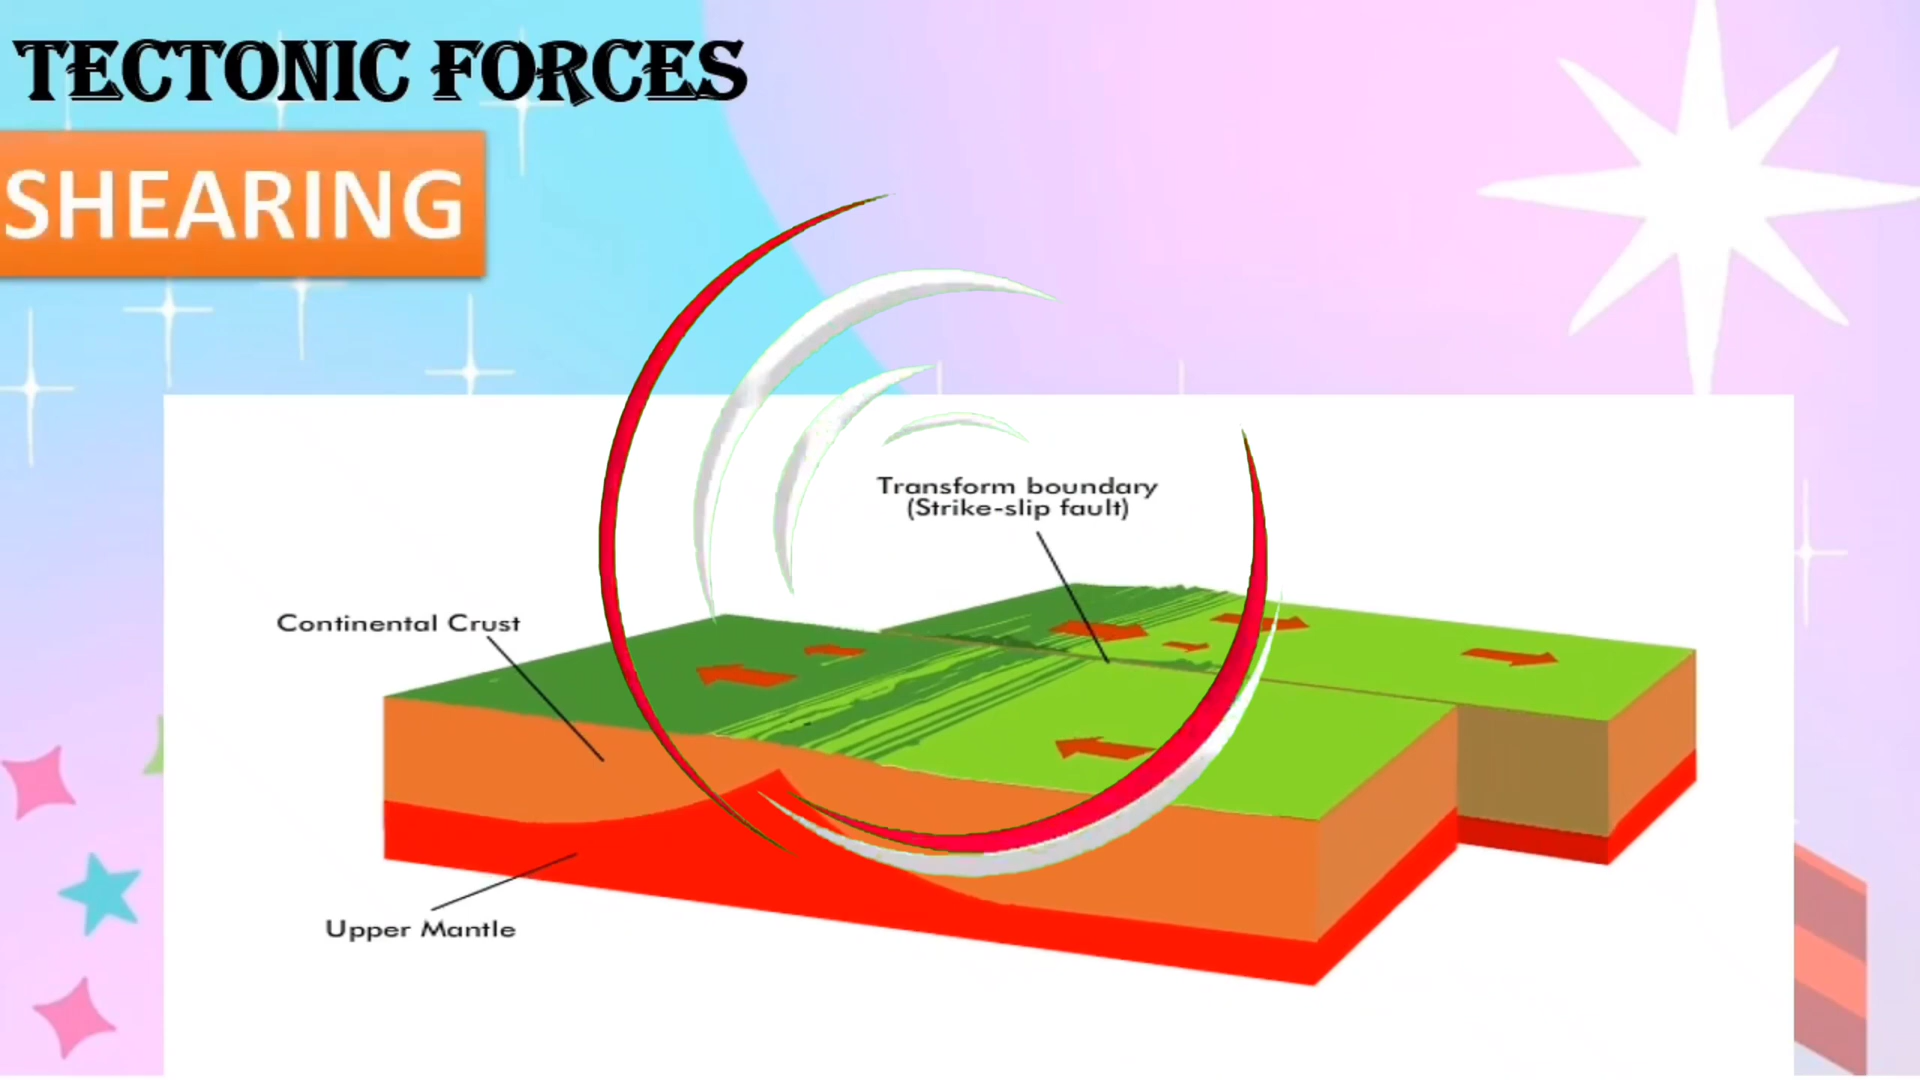 TECTONIC FORCES
SHEARING
Transform boundary
(Strike-slip fault)
Continental Crust
Upper Mantle